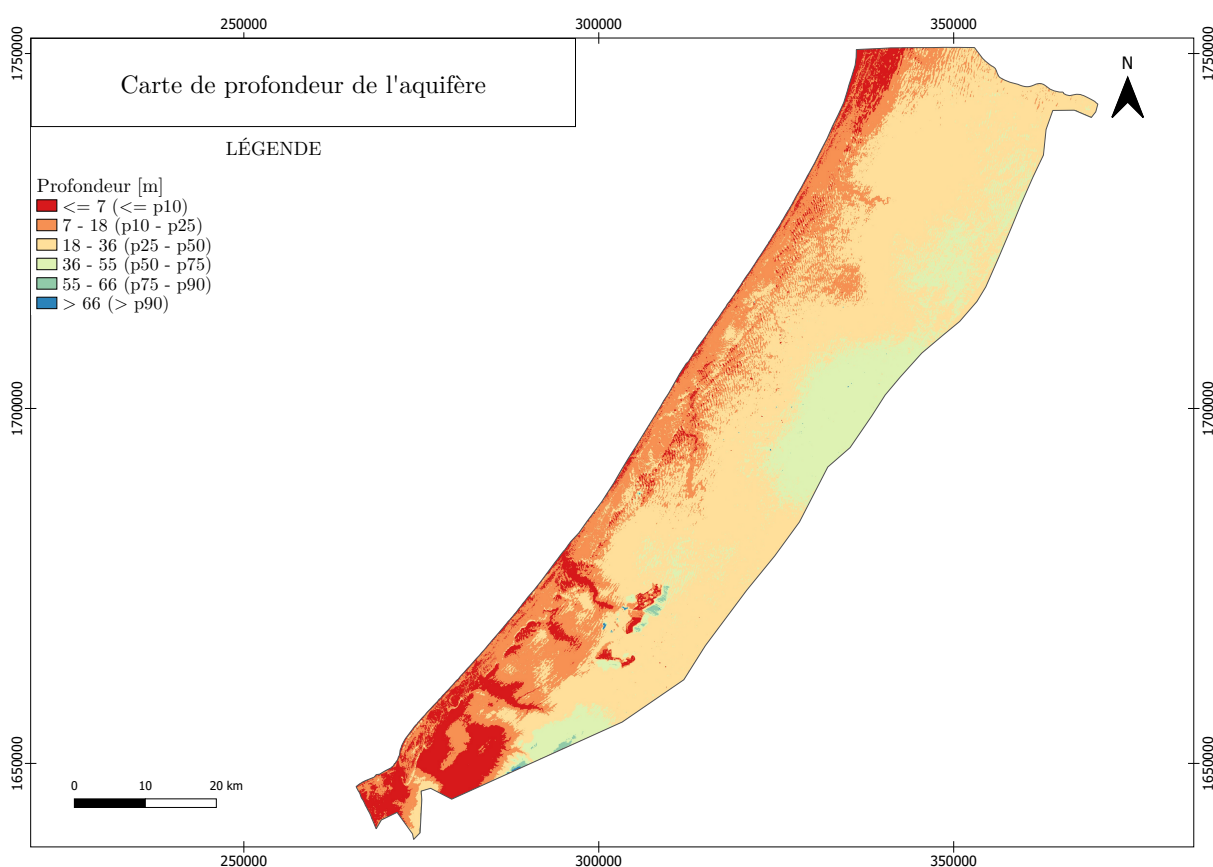 250000 300000 350000
1750000 1750000
Carte de profondeur de l'aquifère
N
LÉGENDE
Profondeur [m]
<= 7 (<= p10)
7 - 18 (p10 - p25)
18 - 36 (p25 - p50)
36 - 55 (p50 - p75)
55 - 66 (p75 - p90)
> 66 (> p90)
1700000 1700000
1650000 1650000
0 10 20 km
250000 300000 350000